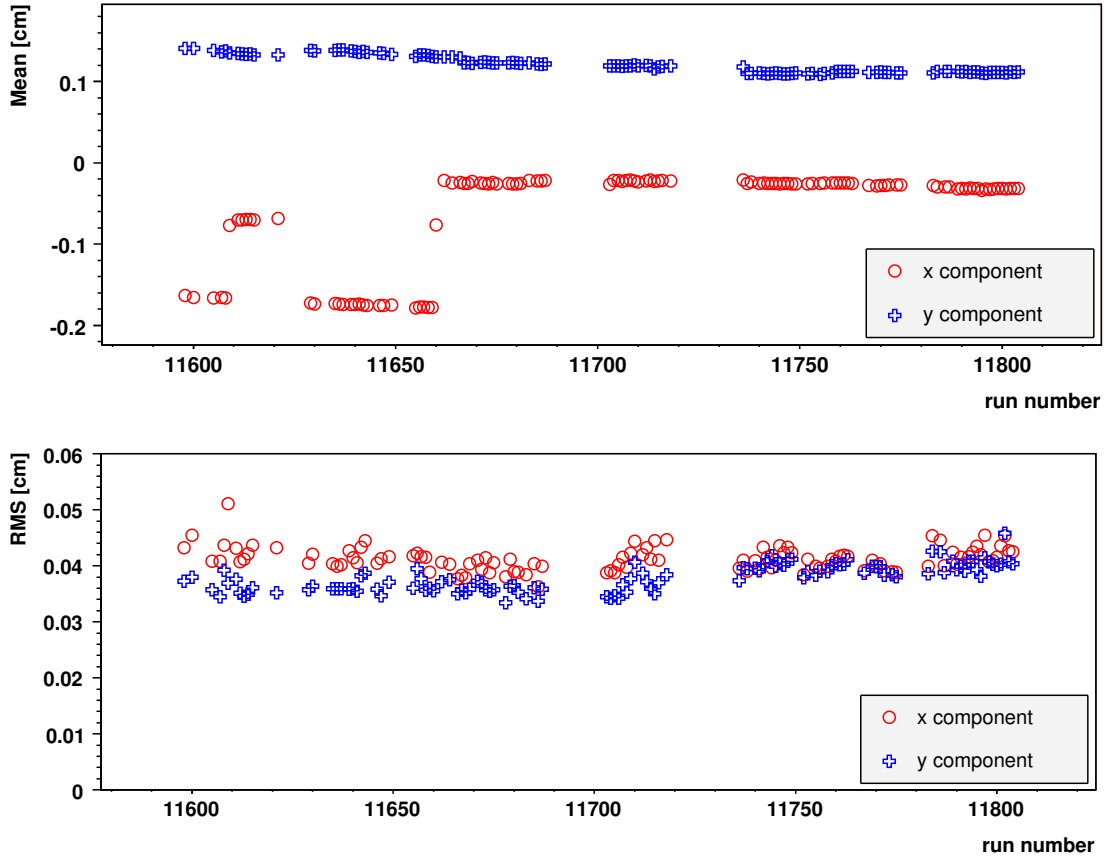 Mean [cm]
0.1
0
-0.1
-0.2
x component
y component
11600 11650 11700 11750 11800
run number
RMS [cm]
0.06
0.05
0.04
0.03
0.02
0.01
0
x component
y component
11600 11650 11700 11750 11800
run number